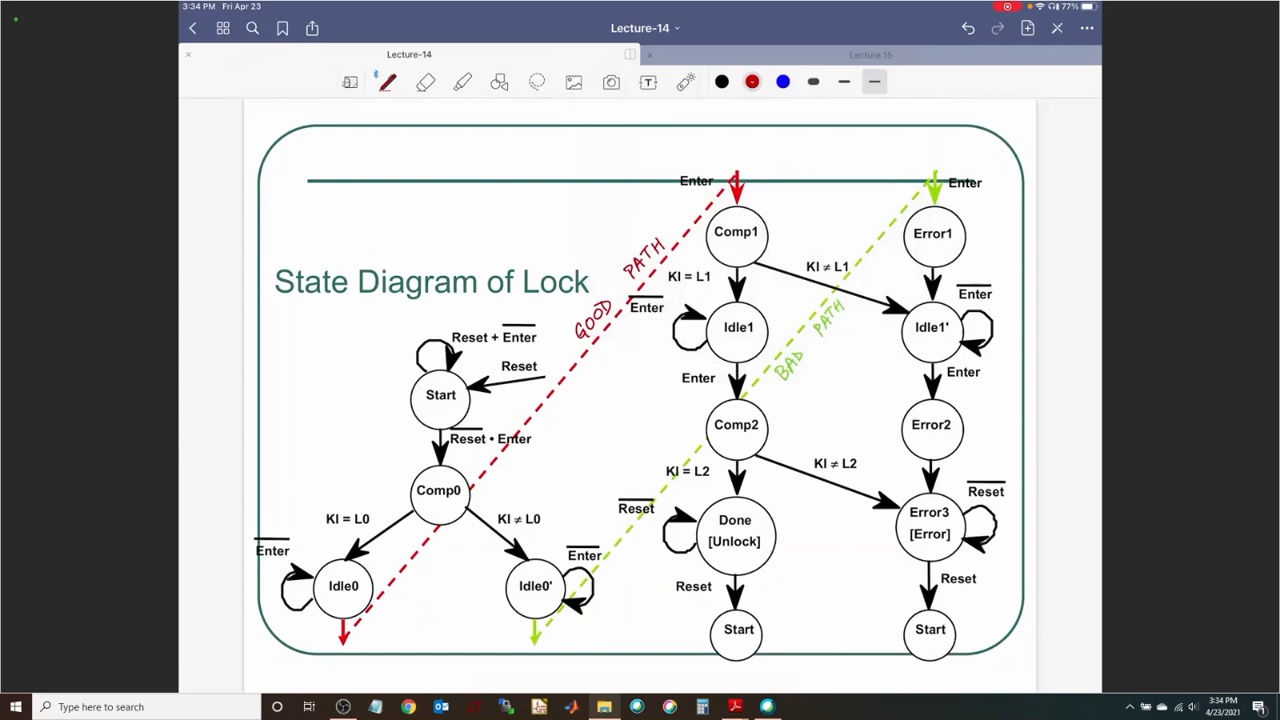 3:34 PM Fri Apr 23
77%
Lecture-14
Lecture-14
Lecture 15
T
Enter
Enter
Comp1
Error1
GOOD PATH
KI = L1
KI ≠ L1
State Diagram of Lock
Enter
Enter
Idle1
Idle1'
BAD PATH
Reset + Enter
Reset
Enter
Enter
Start
Comp2
Error2
Reset • Enter
KI = L2
KI ≠ L2
Comp0
Reset
Reset
KI = L0
KI ≠ L0
Done
[Unlock]
Error3
[Error]
Enter
Enter
Idle0
Idle0'
Reset
Reset
Start
Start
Type here to search
3:34 PM
4/23/2021